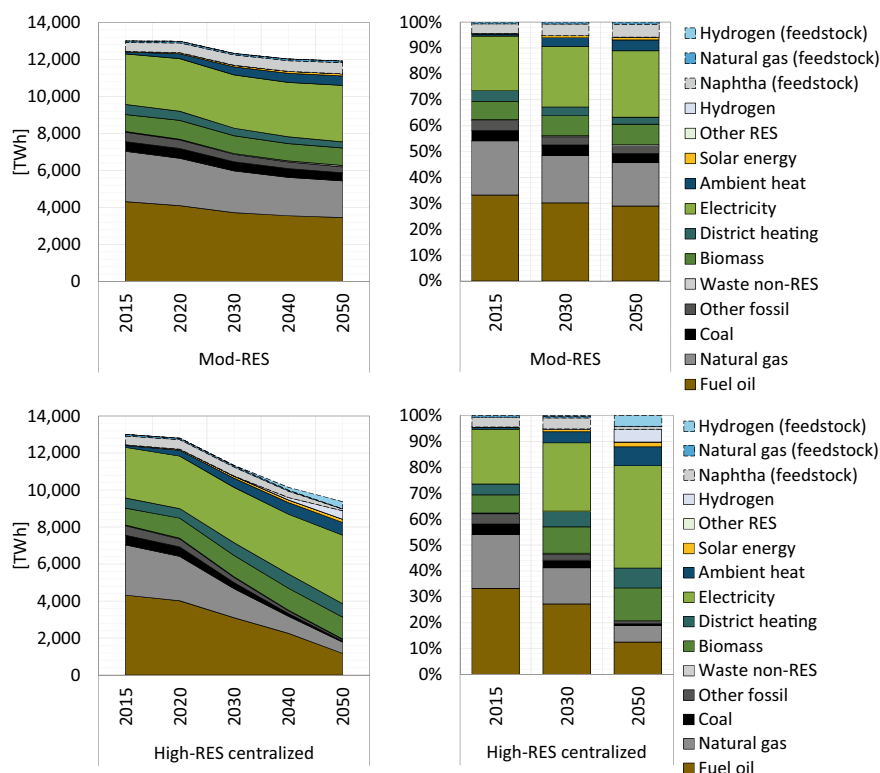 14,000
12,000
10,000
8,000
6,000
4,000
2,000
0
[TWh]
2015
2020
2030
2040
2050
Mod-RES
100%
90%
80%
70%
60%
50%
40%
30%
20%
10%
0%
2015
2030
2050
Mod-RES
Hydrogen (feedstock)
Natural gas (feedstock)
Naphtha (feedstock)
Hydrogen
Other RES
Solar energy
Ambient heat
Electricity
District heating
Biomass
Waste non-RES
Other fossil
Coal
Natural gas
Fuel oil
14,000
12,000
10,000
8,000
6,000
4,000
2,000
0
[TWh]
2015
2020
2030
2040
2050
High-RES centralized
100%
90%
80%
70%
60%
50%
40%
30%
20%
10%
0%
2015
2030
2050
High-RES centralized
Hydrogen (feedstock)
Natural gas (feedstock)
Naphtha (feedstock)
Hydrogen
Other RES
Solar energy
Ambient heat
Electricity
District heating
Biomass
Waste non-RES
Other fossil
Coal
Natural gas
Fuel oil